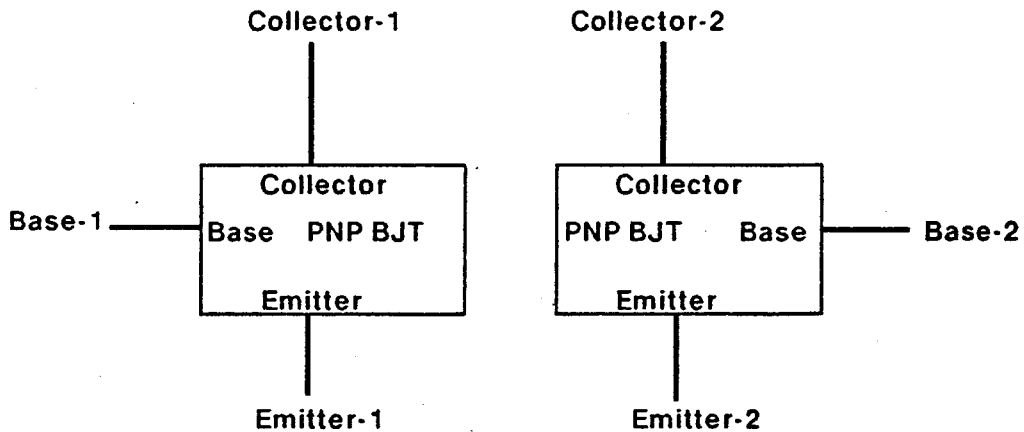 Collector-1
Collector-2
Collector
Collector
Base-1
Base
PNP BJT
PNP BJT
Base
Base-2
Emitter
Emitter
Emitter-1
Emitter-2